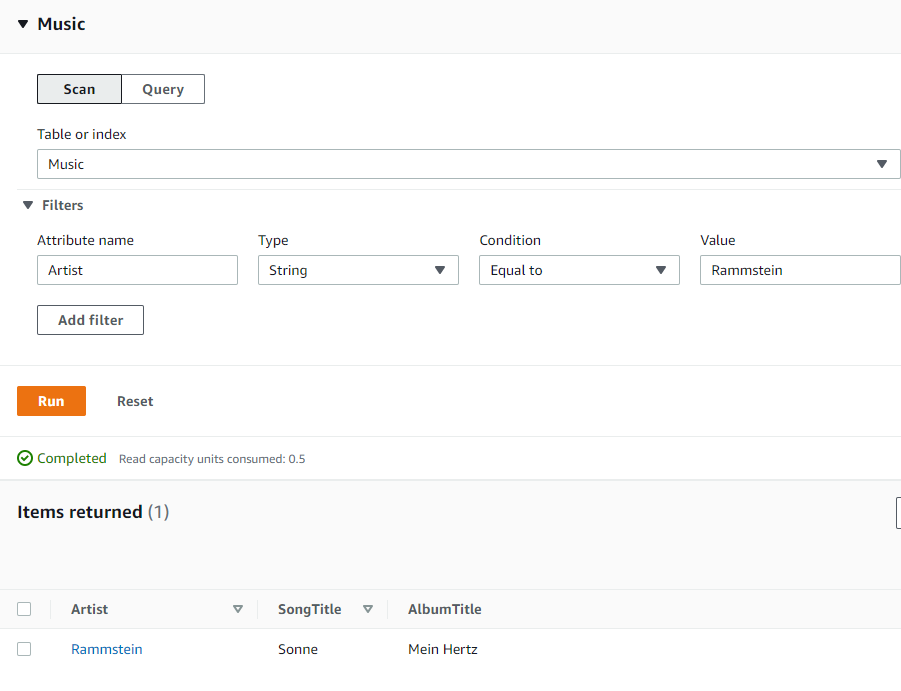 Music
Scan Query
Table or index
Music
Filters
Attribute name Type Condition Value
Artist String Equal to Rammstein
Add filter
Run Reset
Completed Read capacity units consumed: 0.5
Items returned (1)
Artist SongTitle AlbumTitle
Rammstein Sonne Mein Hertz